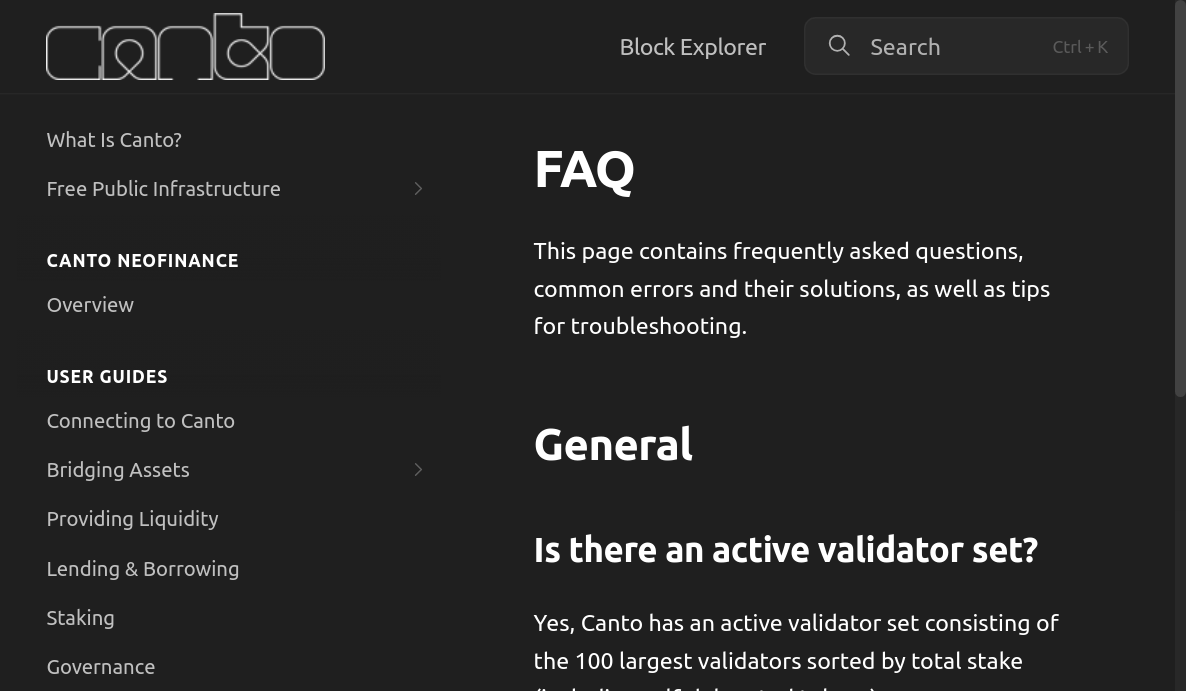 canto
Block Explorer
Search
Ctrl + K
What Is Canto?
Free Public Infrastructure
CANTO NEOFINANCE
Overview
USER GUIDES
Connecting to Canto
Bridging Assets
Providing Liquidity
Lending & Borrowing
Staking
Governance
FAQ
This page contains frequently asked questions,
common errors and their solutions, as well as tips
for troubleshooting.
General
Is there an active validator set?
Yes, Canto has an active validator set consisting of
the 100 largest validators sorted by total stake